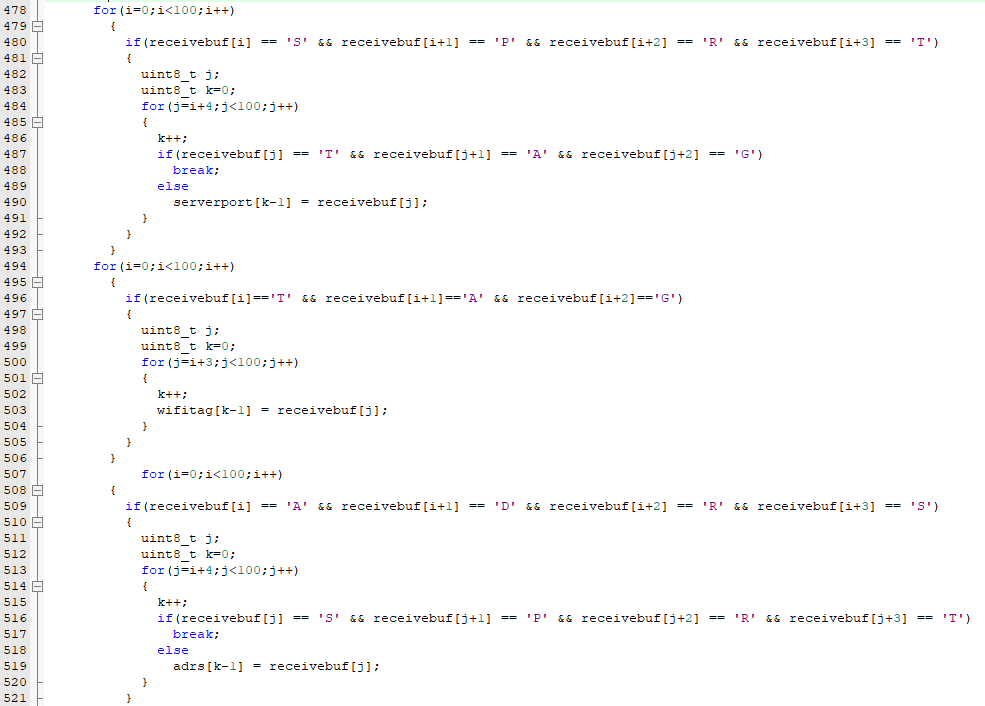 478 for(i=0;i<100;i++)
479 {
480 if(receivebuf[i] == 'S' && receivebuf[i+1] == 'P' && receivebuf[i+2] == 'R' && receivebuf[i+3] == 'T')
481 {
482 uint8_t j;
483 uint8_t k=0;
484 for(j=i+4;j<100;j++)
485 {
486 k++;
487 if(receivebuf[j] == 'T' && receivebuf[j+1] == 'A' && receivebuf[j+2] == 'G')
488 break;
489 else
490 serverport[k-1] = receivebuf[j];
491 }
492 }
493 }
494 for(i=0;i<100;i++)
495 {
496 if(receivebuf[i]=='T' && receivebuf[i+1]=='A' && receivebuf[i+2]=='G')
497 {
498 uint8_t j;
499 uint8_t k=0;
500 for(j=i+3;j<100;j++)
501 {
502 k++;
503 wifitag[k-1] = receivebuf[j];
504 }
505 }
506 }
507 for(i=0;i<100;i++)
508 {
509 if(receivebuf[i] == 'A' && receivebuf[i+1] == 'D' && receivebuf[i+2] == 'R' && receivebuf[i+3] == 'S')
510 {
511 uint8_t j;
512 uint8_t k=0;
513 for(j=i+4;j<100;j++)
514 {
515 k++;
516 if(receivebuf[j] == 'S' && receivebuf[j+1] == 'P' && receivebuf[j+2] == 'R' && receivebuf[j+3] == 'T')
517 break;
518 else
519 adrs[k-1] = receivebuf[j];
520 }
521 }